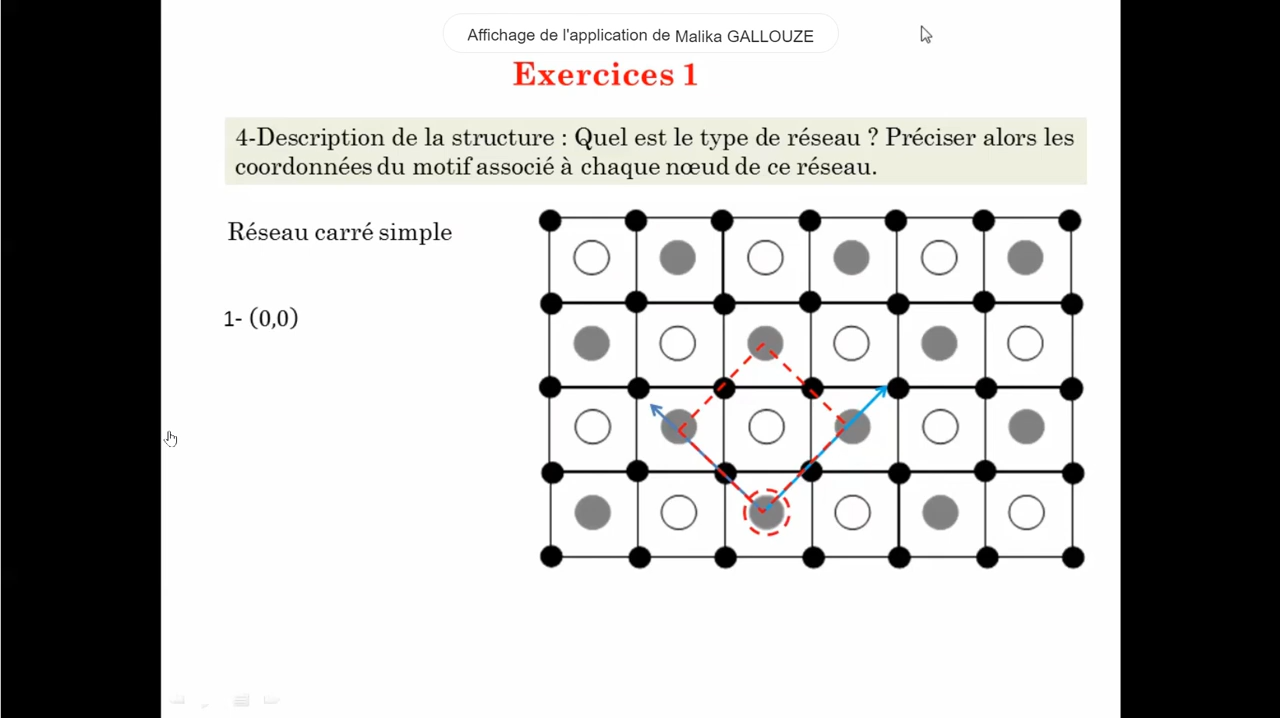 Affichage de l'application de Malika GALLOUZE
Exercices 1
4-Description de la structure : Quel est le type de réseau ? Préciser alors les
coordonnées du motif associé à chaque nœud de ce réseau.
Réseau carré simple
1- (0,0)